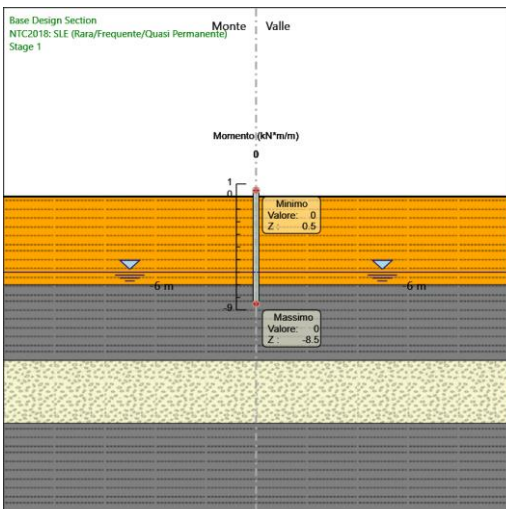 Base Design Section
NTC2018: SLE (Rara/Frequente/Quasi Permanente)
Stage 1
Monte Valle
Momento (kN*m/m)
0
1
0
Minimo
Valore: 0
Z : 0.5
-6 m -6 m
-9
Massimo
Valore: 0
Z : -8.5